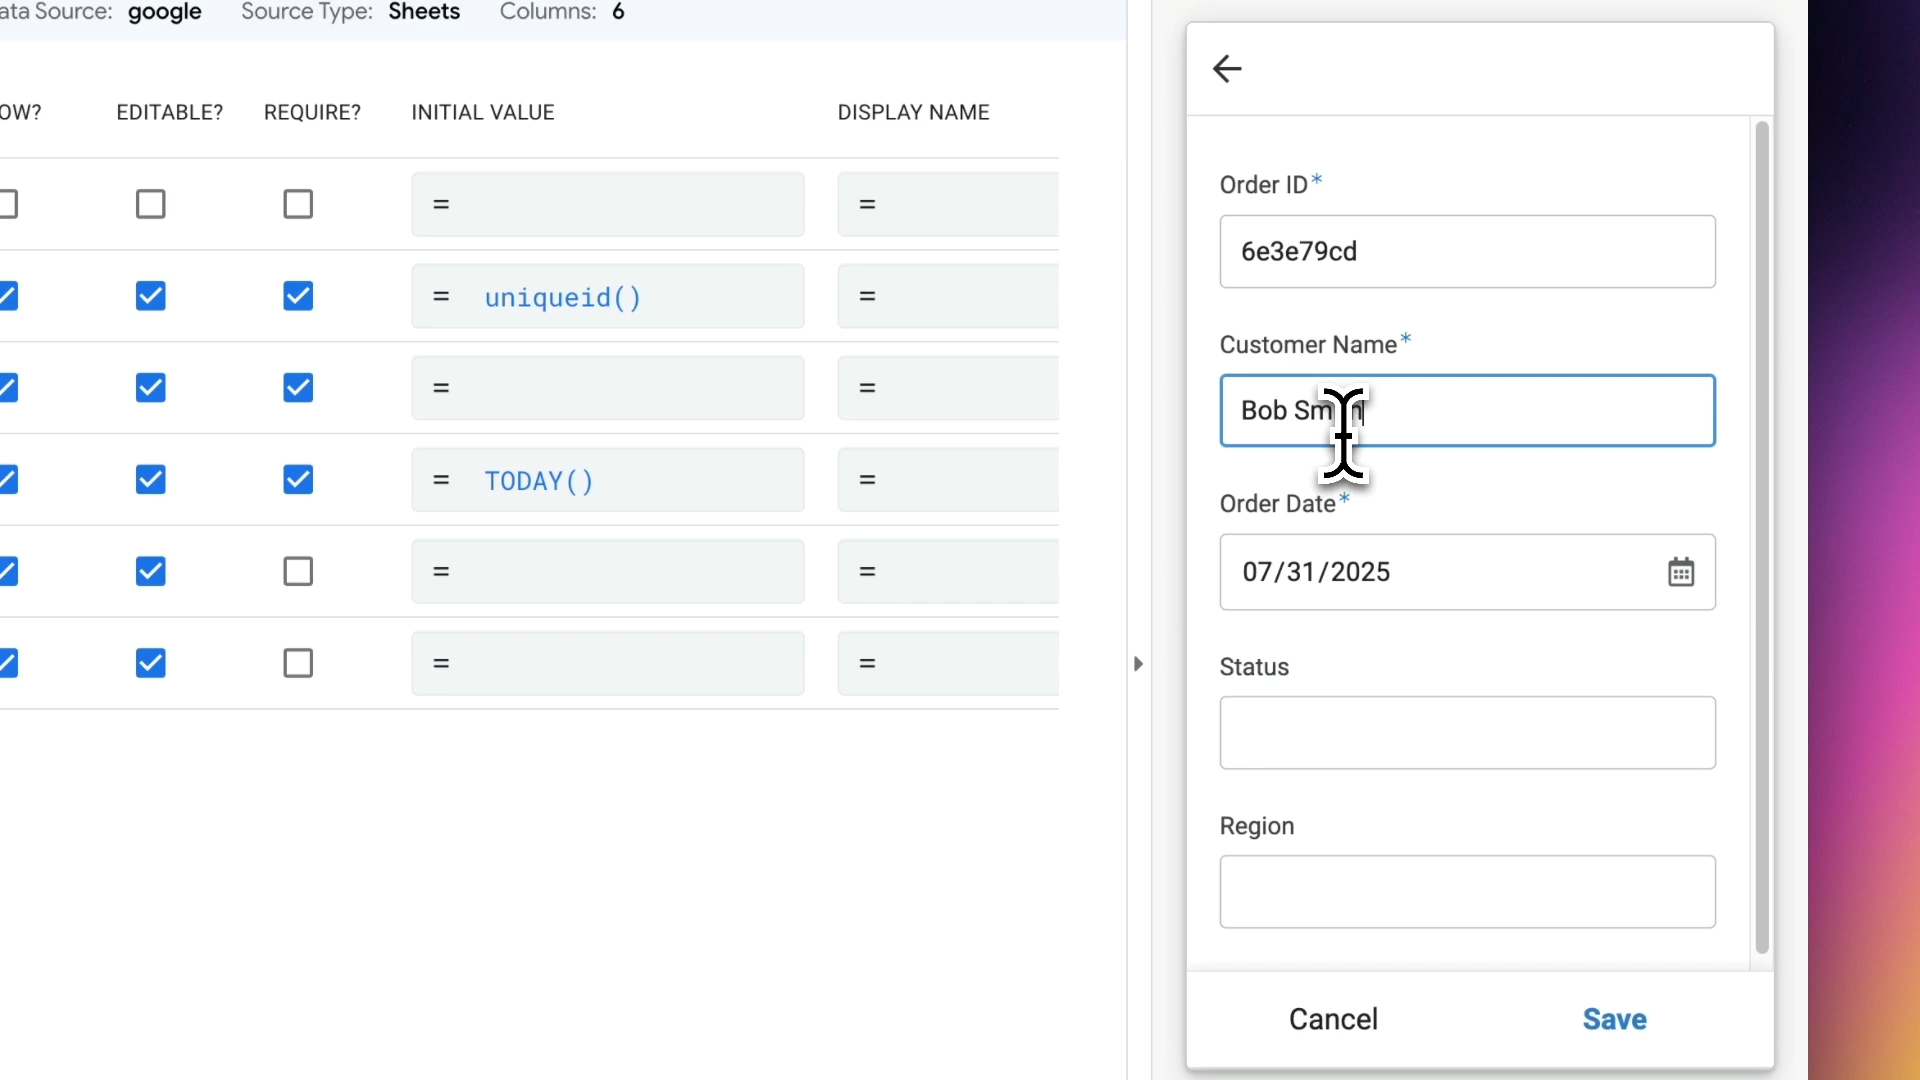 ata Source: google Source Type: Sheets Columns: 6
OW? EDITABLE? REQUIRE? INITIAL VALUE DISPLAY NAME
= =
= uniqueid() =
= =
= TODAY() =
= =
= =
Order ID*
6e3e79cd
Customer Name*
Bob
Order Date*
07/31/2025
Status
Region
Cancel Save